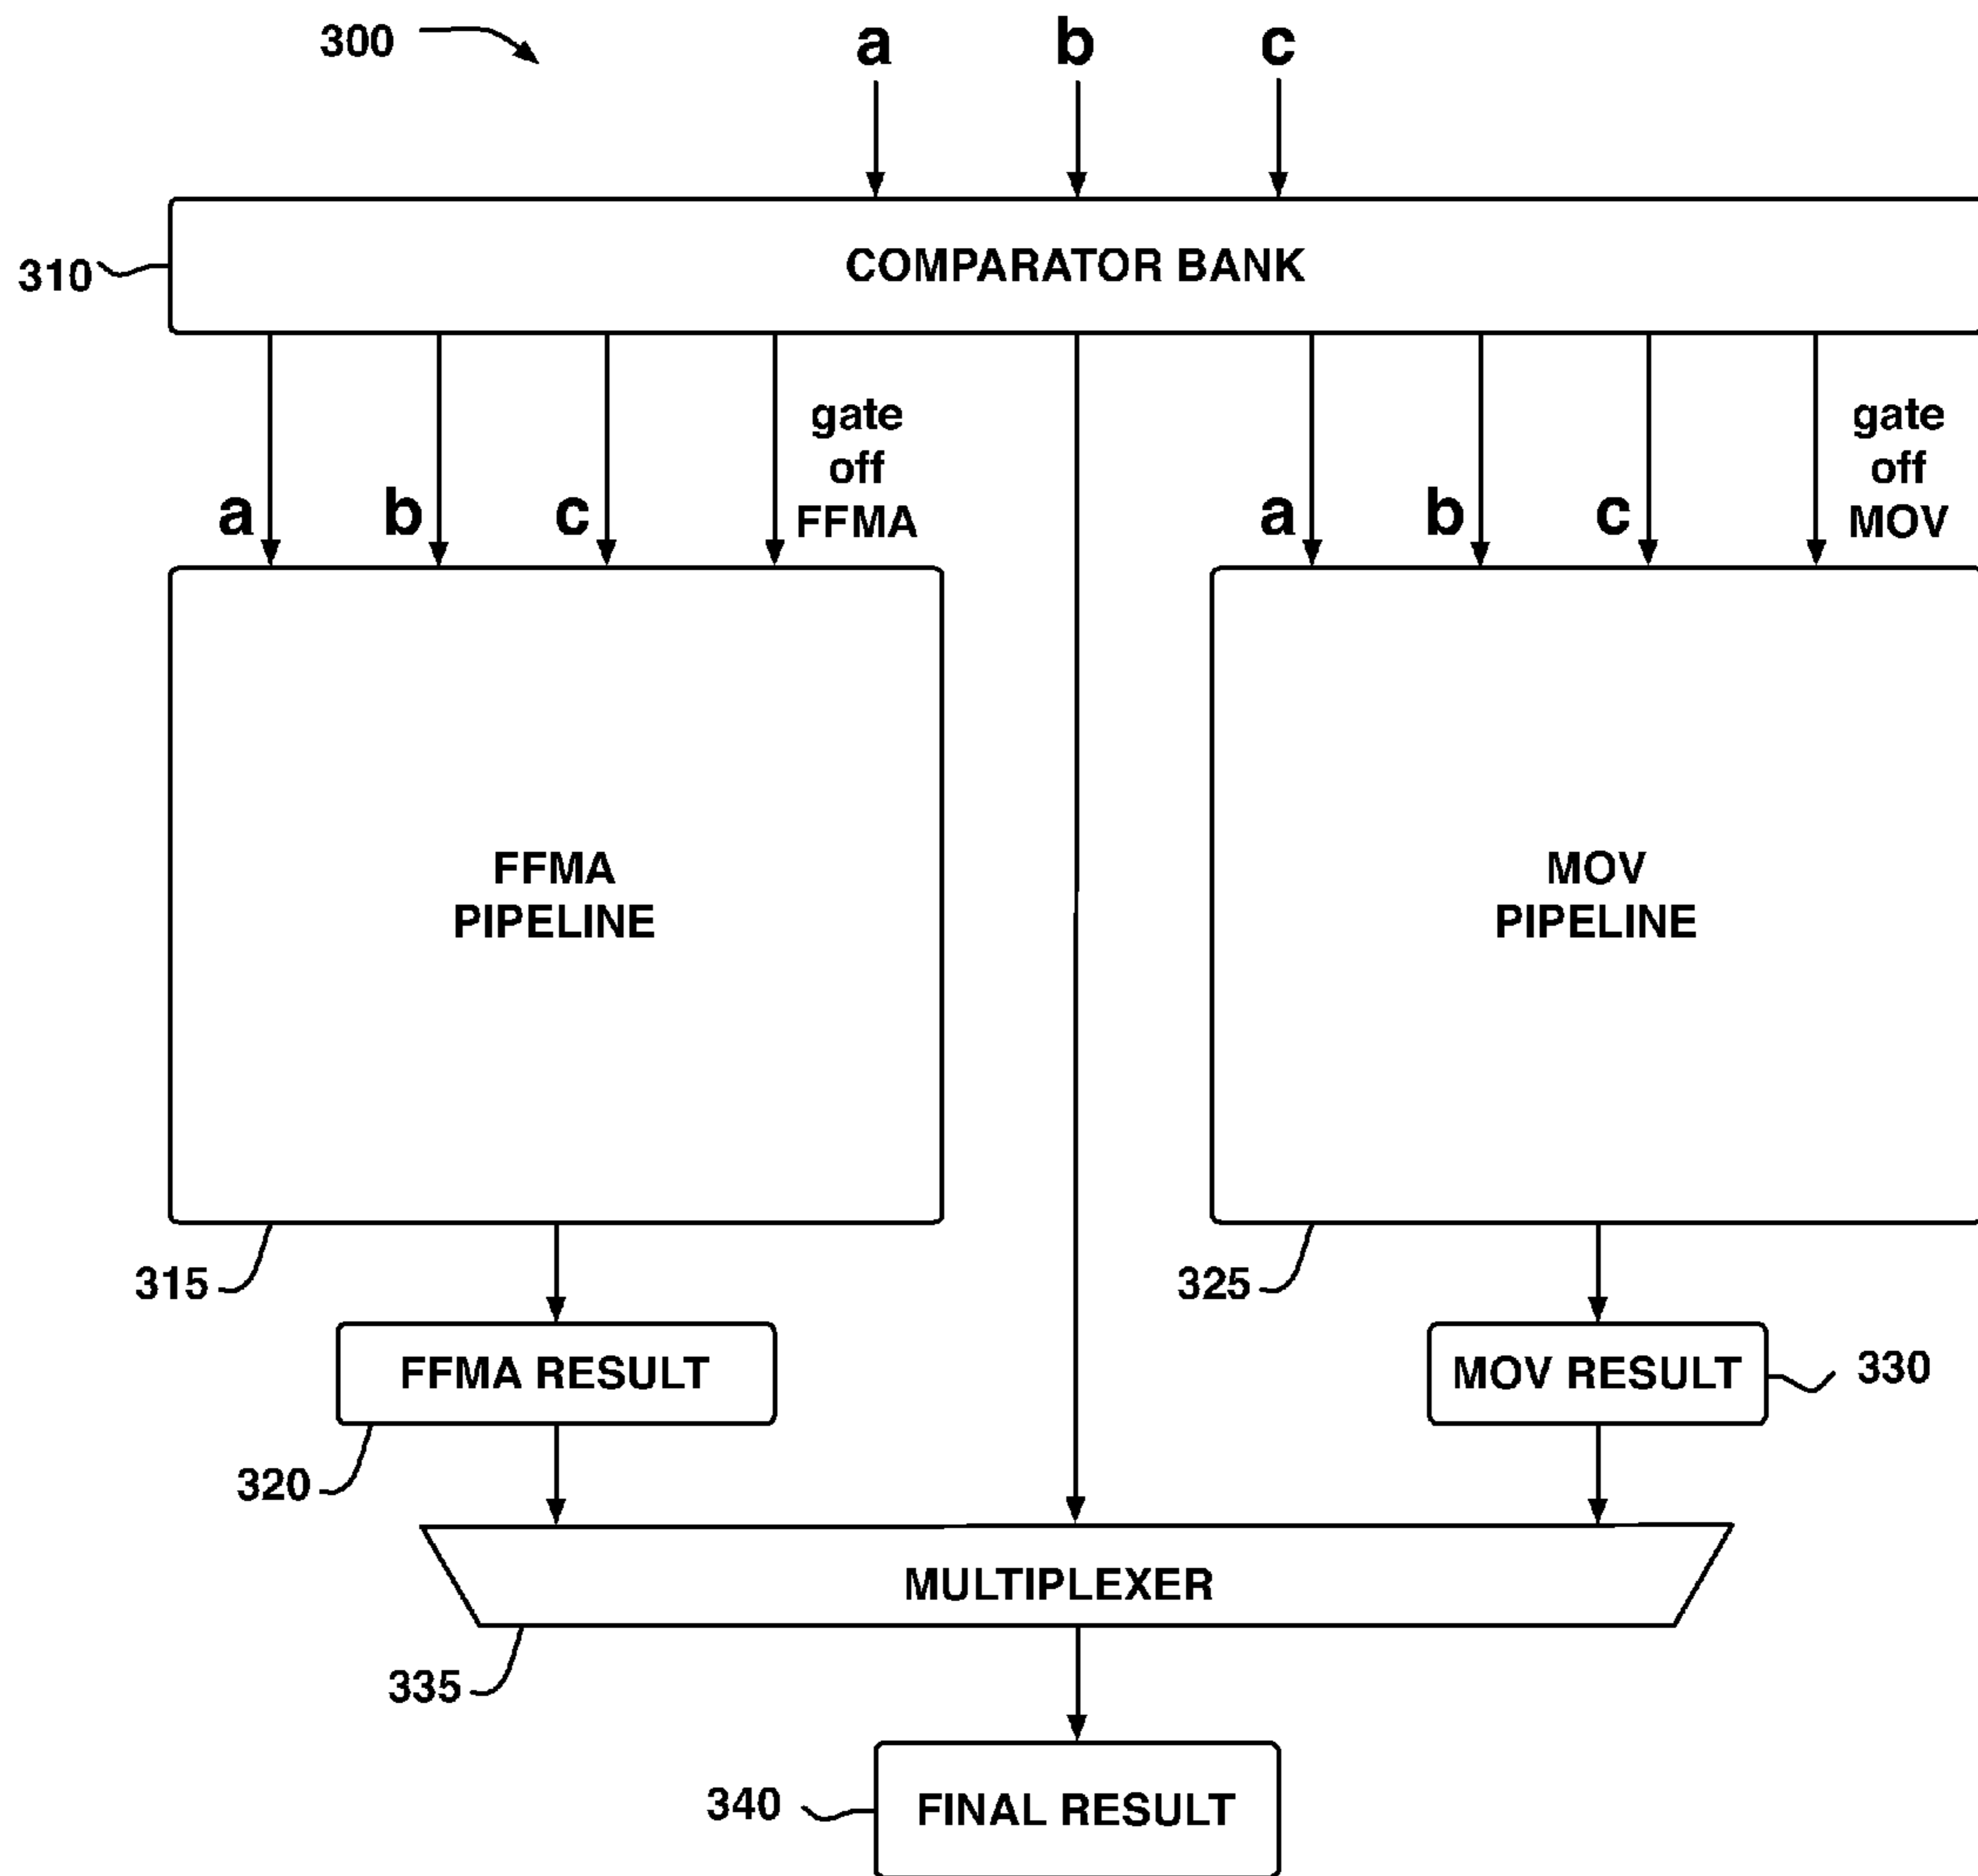 300
a b c
310
COMPARATOR BANK
gate
off
FFMA
gate
off
MOV
a b c
a b c
FFMA
PIPELINE
MOV
PIPELINE
315
325
FFMA RESULT
MOV RESULT
330
320
MULTIPLEXER
335
340
FINAL RESULT